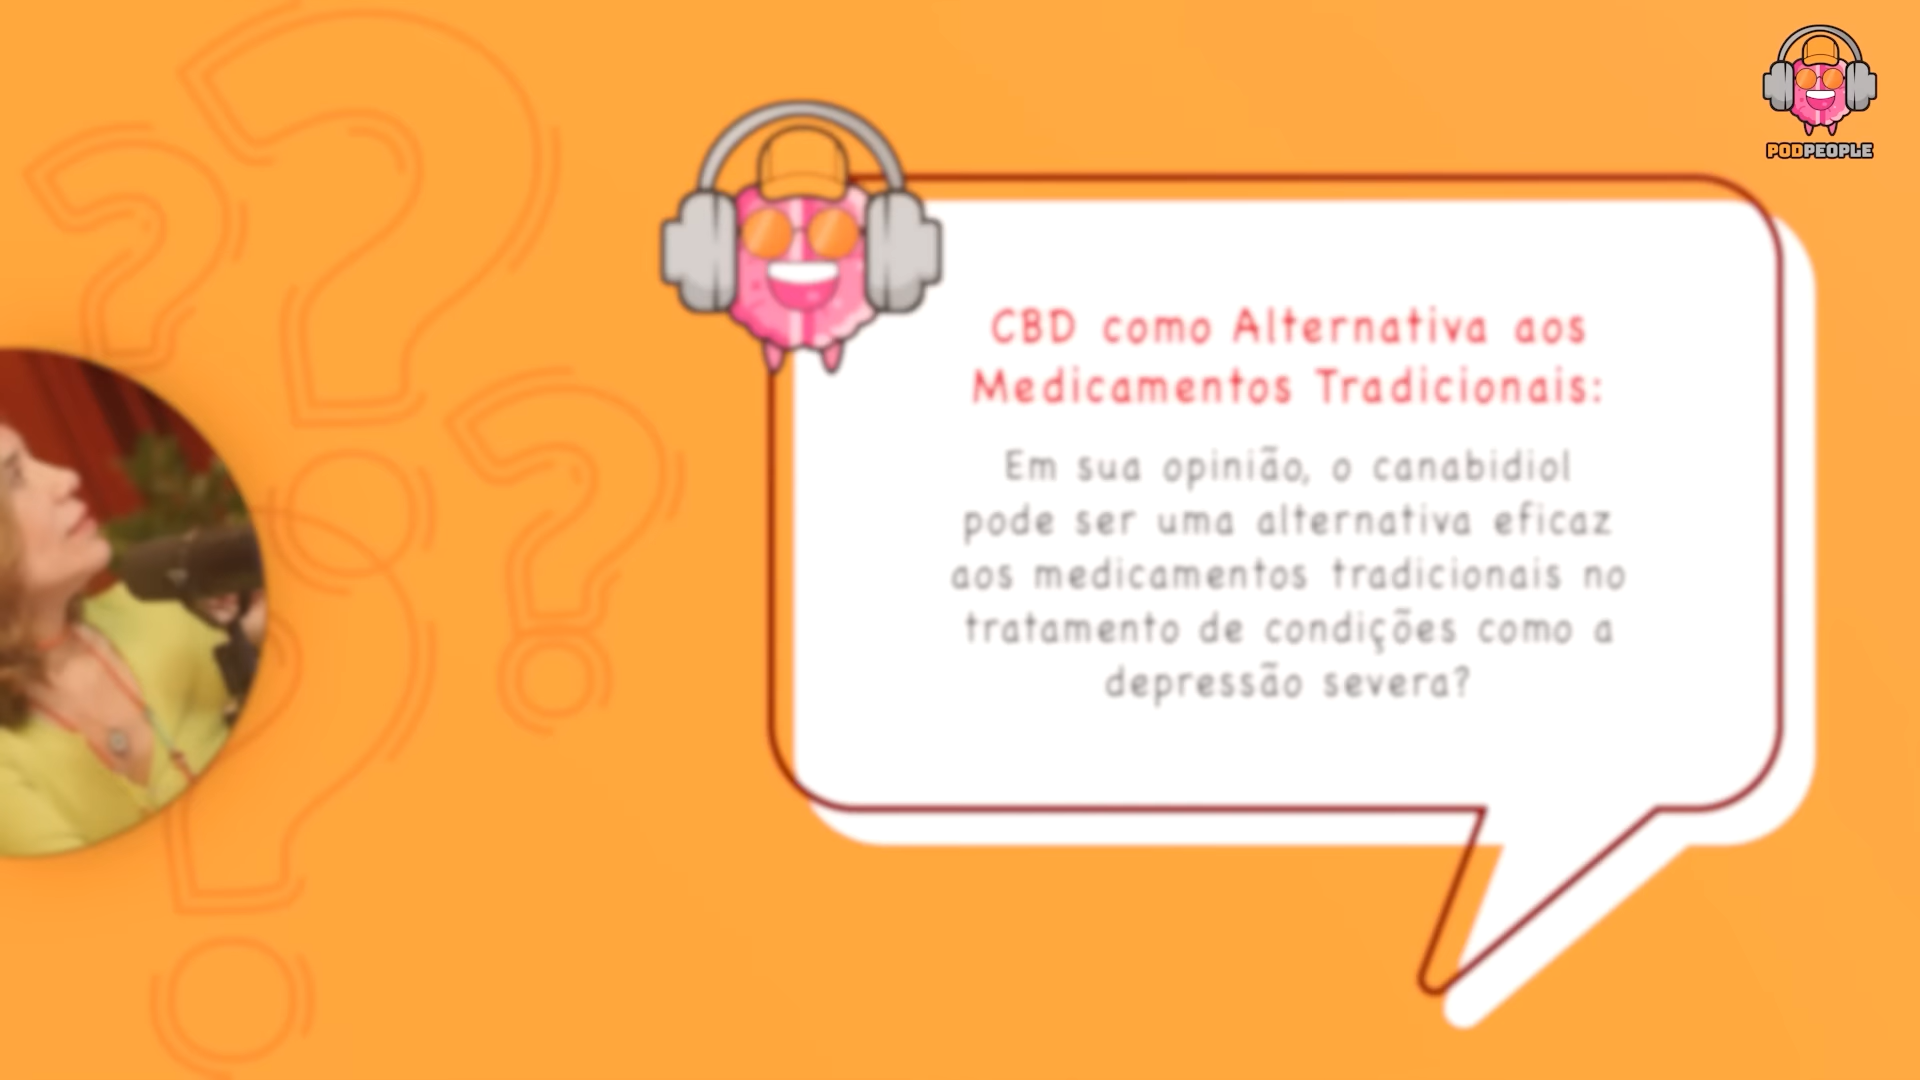 PODPEOPLE
CBD como Alternativa aos
Medicamentos Tradicionais:
Em sua opinião, o canabidiol
pode ser uma alternativa eficaz
aos medicamentos tradicionais no
tratamento de condições como a
depressão severa?